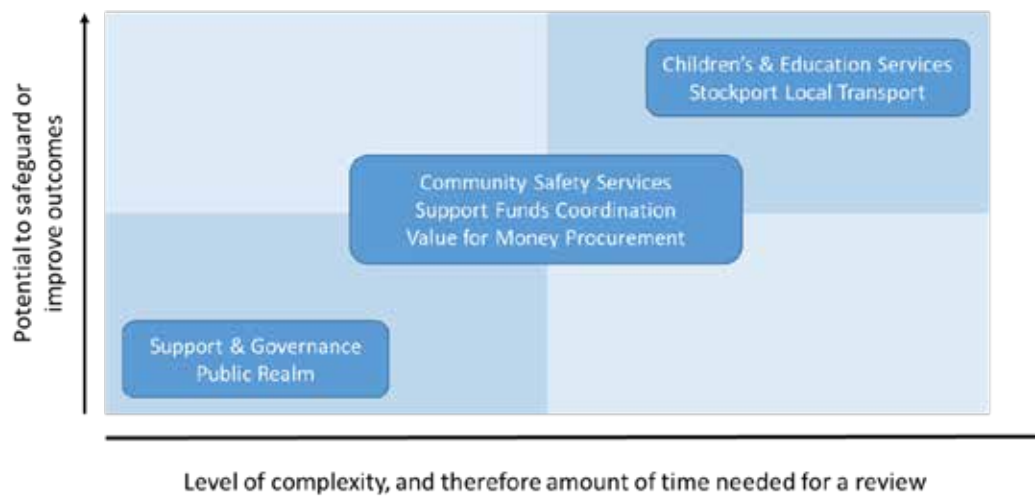 Potential to safeguard or
improve outcomes
Children's & Education Services
Stockport Local Transport
Community Safety Services
Support Funds Coordination
Value for Money Procurement
Support & Governance
Public Realm
Level of complexity, and therefore amount of time needed for a review